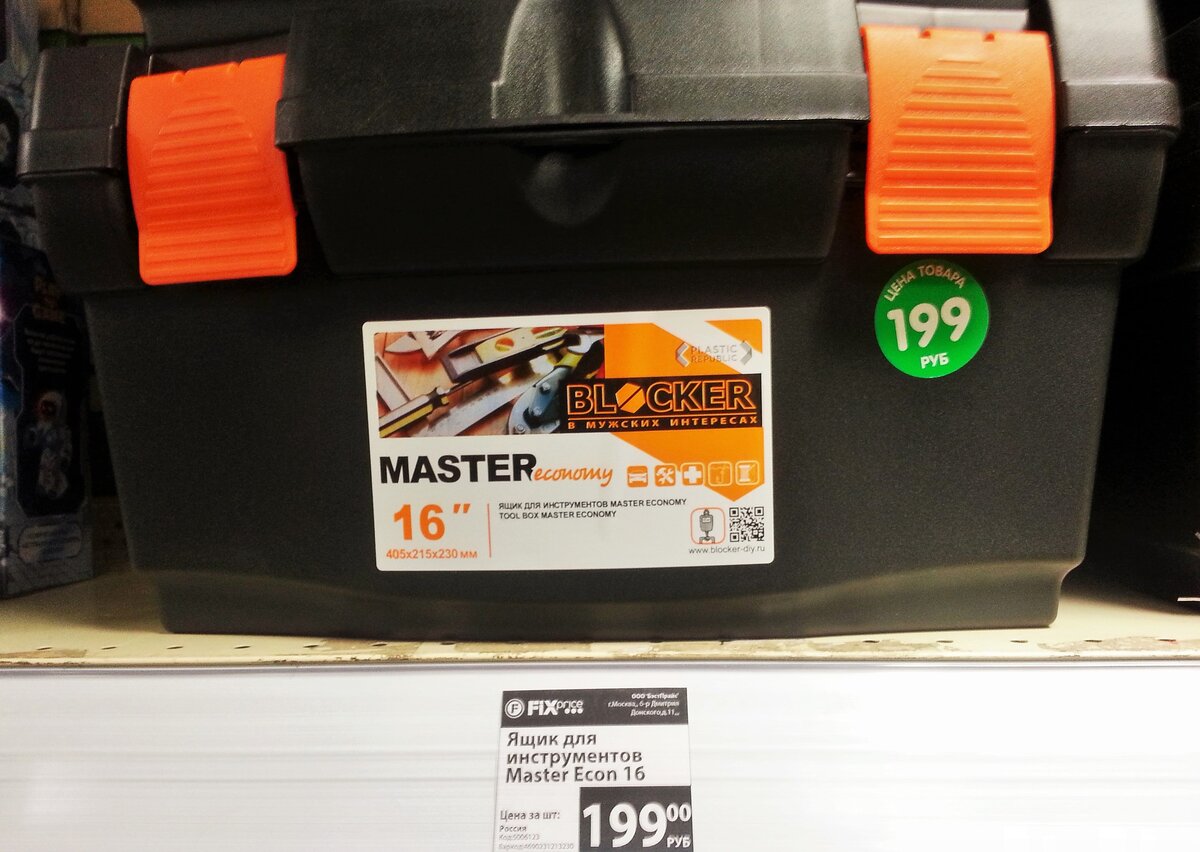 ЦЕНА ТОВАРА
199
РУБ
PLASTIC
REPUBLIC
BLOCKER
В МУЖСКИХ ИНТЕРЕСАХ
MASTER economy
16"
405х215х230 мм
ЯЩИК ДЛЯ ИНСТРУМЕНТОВ MASTER ECONOMY
TOOL BOX MASTER ECONOMY
www.blocker-diy.ru
FIX price
ООО "БэстПрайс"
г.Москва, б-р Дмитрия
Донского,д.11
Ящик для
инструментов
Master Econ 16
Цена за шт:
Россия
199 00
РУБ